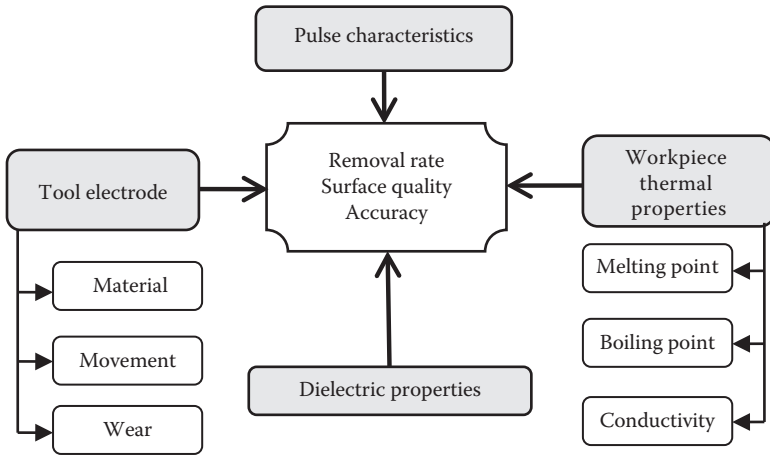 Pulse characteristics
Tool electrode
Removal rate
Surface quality
Accuracy
Workpiece
thermal
properties
Material
Movement
Wear
Melting point
Boiling point
Conductivity
Dielectric properties